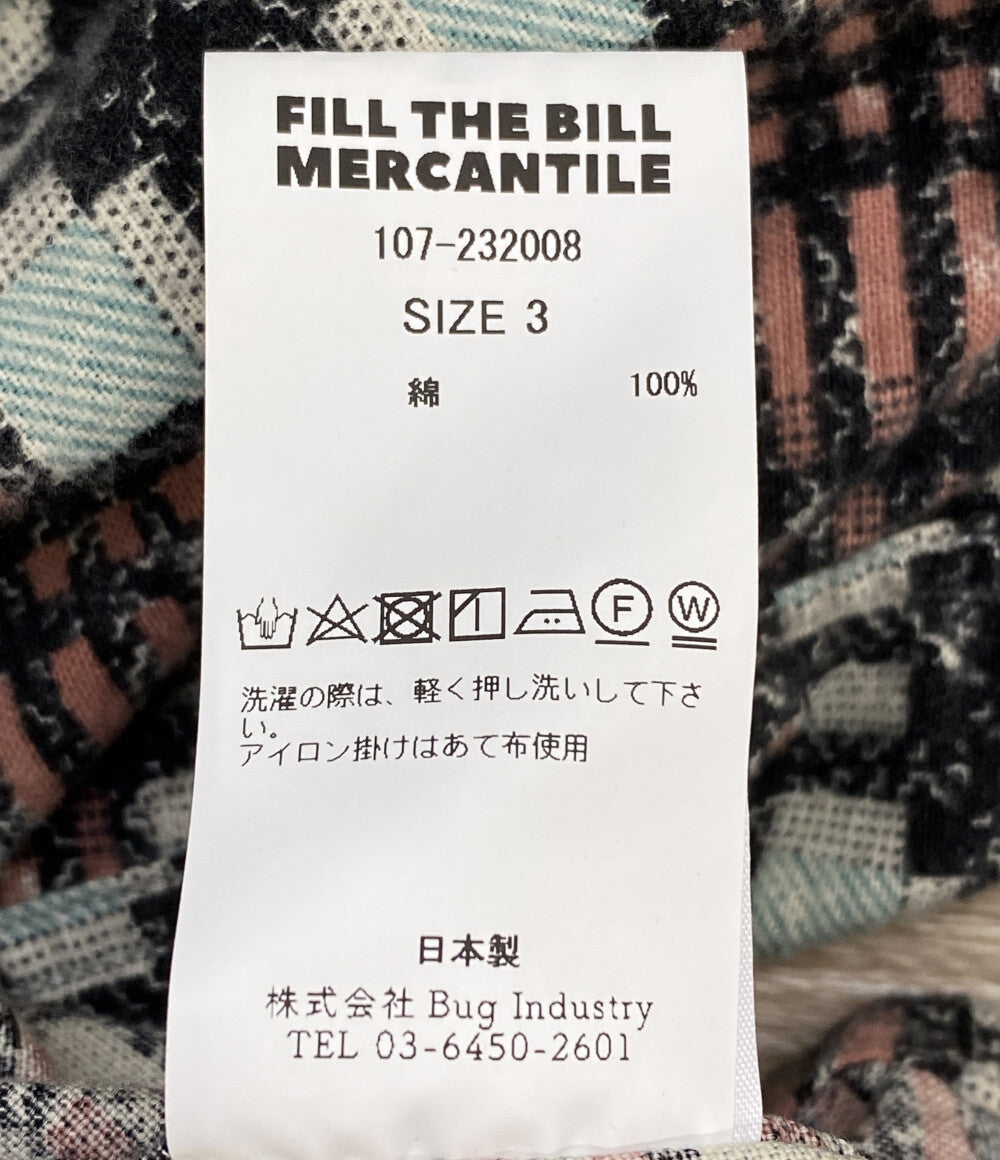 FILL THE BILL
MERCANTILE
107-232008
SIZE 3
綿 100%
F W
洗濯の際は、軽く押し洗いして下さ
い。
アイロン掛けはあて布使用
日本製
株式会社 Bug Industry
TEL 03-6450-2601